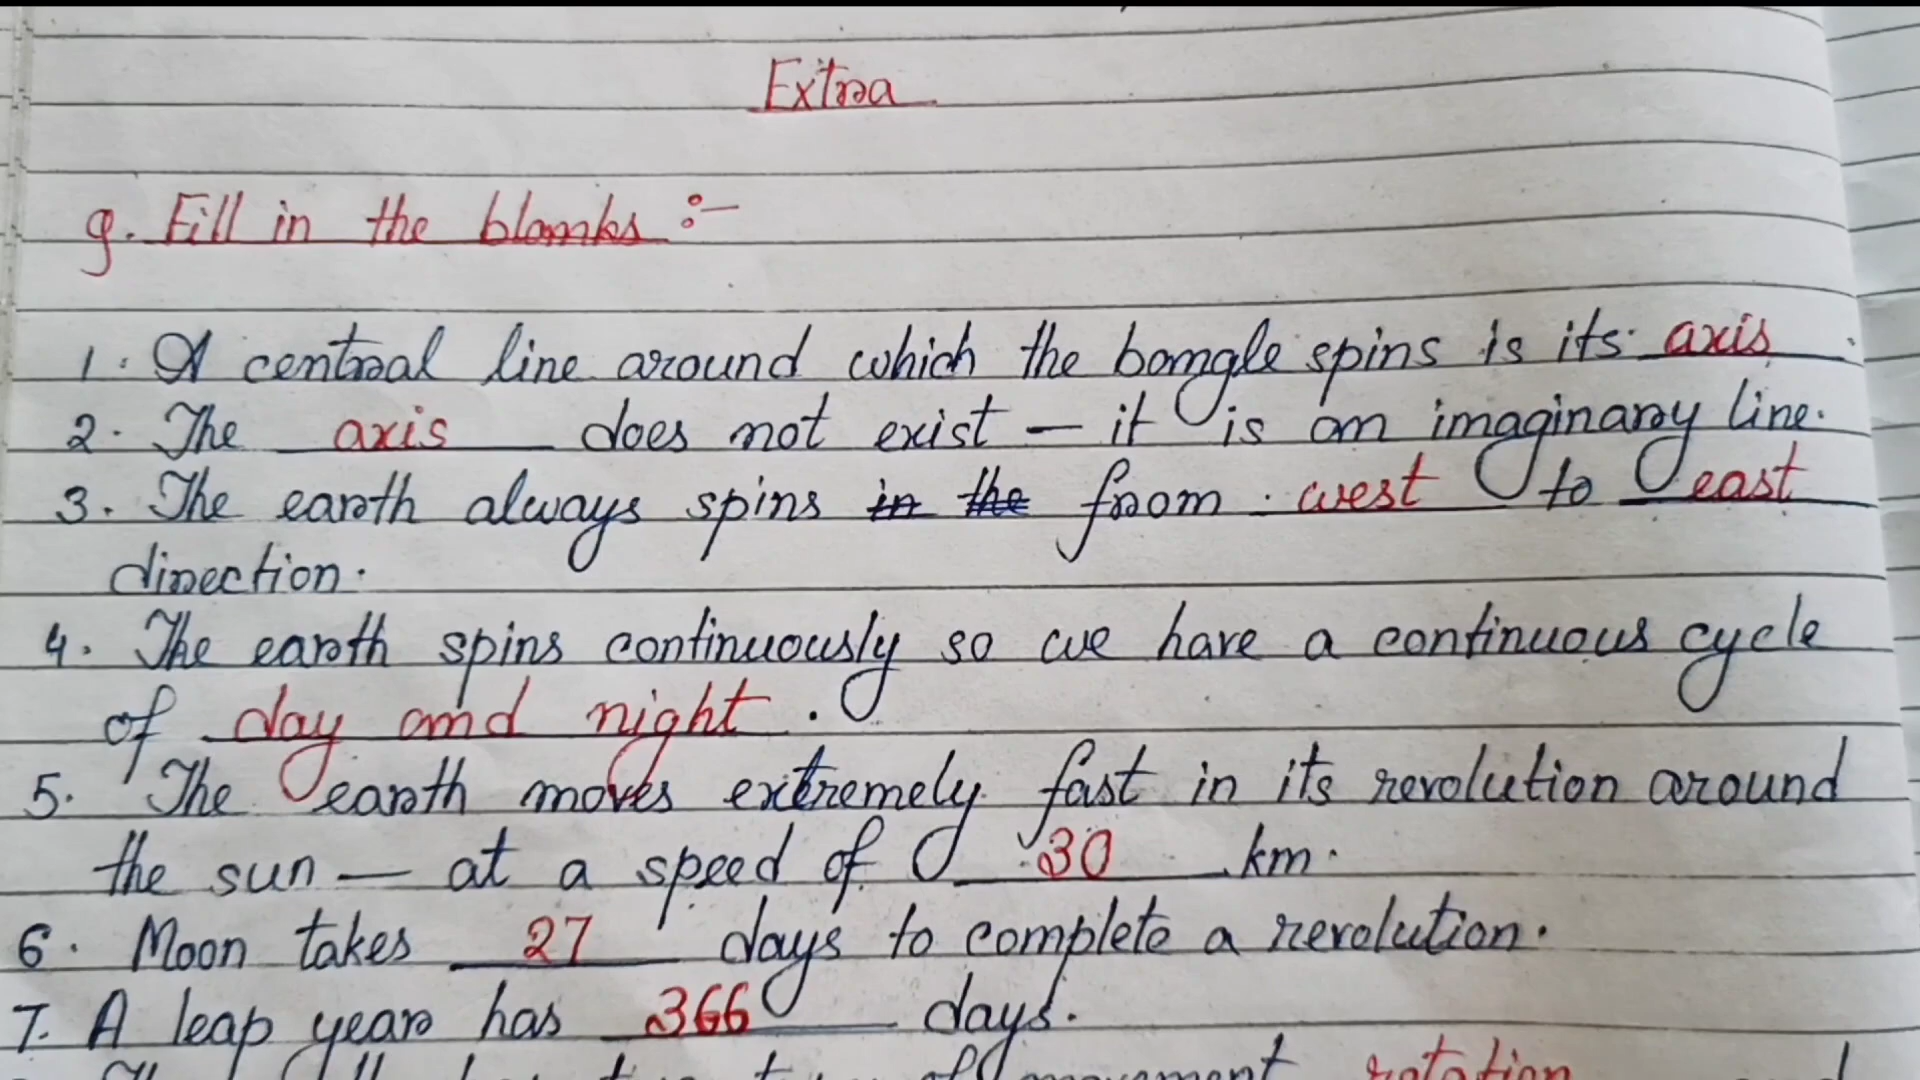 Extra
g. Fill in the blanks :-
1. A central line around which the bangle spins is its axis.
2. The axis does not exist - it is an imaginary line.
3. The earth always spins in the from west to east
direction.
4. The earth spins continuously so we have a continuous cycle
of day and night.
5. The earth moves extremely fast in its revolution around
the sun - at a speed of 30 km.
6. Moon takes 27 days to complete a revolution.
7. A leap year has 366 days.
movement rotation